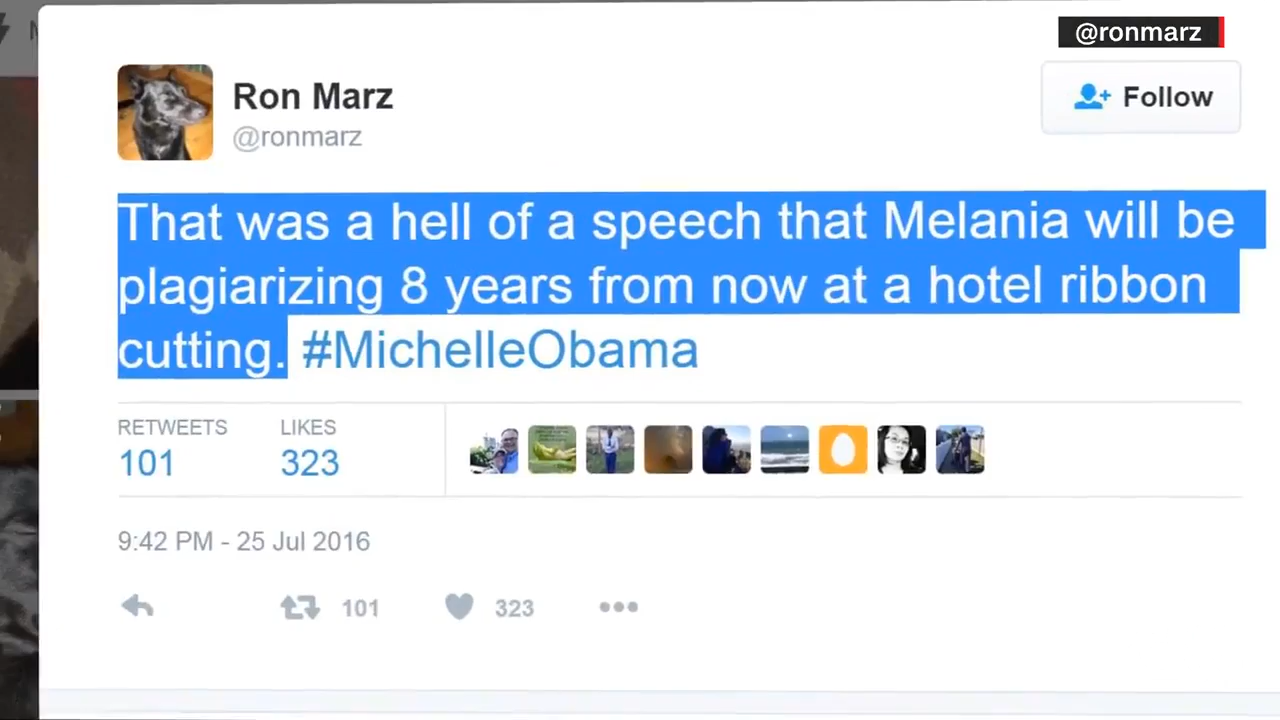 @ronmarz
Ron Marz
@ronmarz
Follow
That was a hell of a speech that Melania will be
plagiarizing 8 years from now at a hotel ribbon
cutting. #MichelleObama
RETWEETS LIKES
101 323
9:42 PM - 25 Jul 2016
101 323